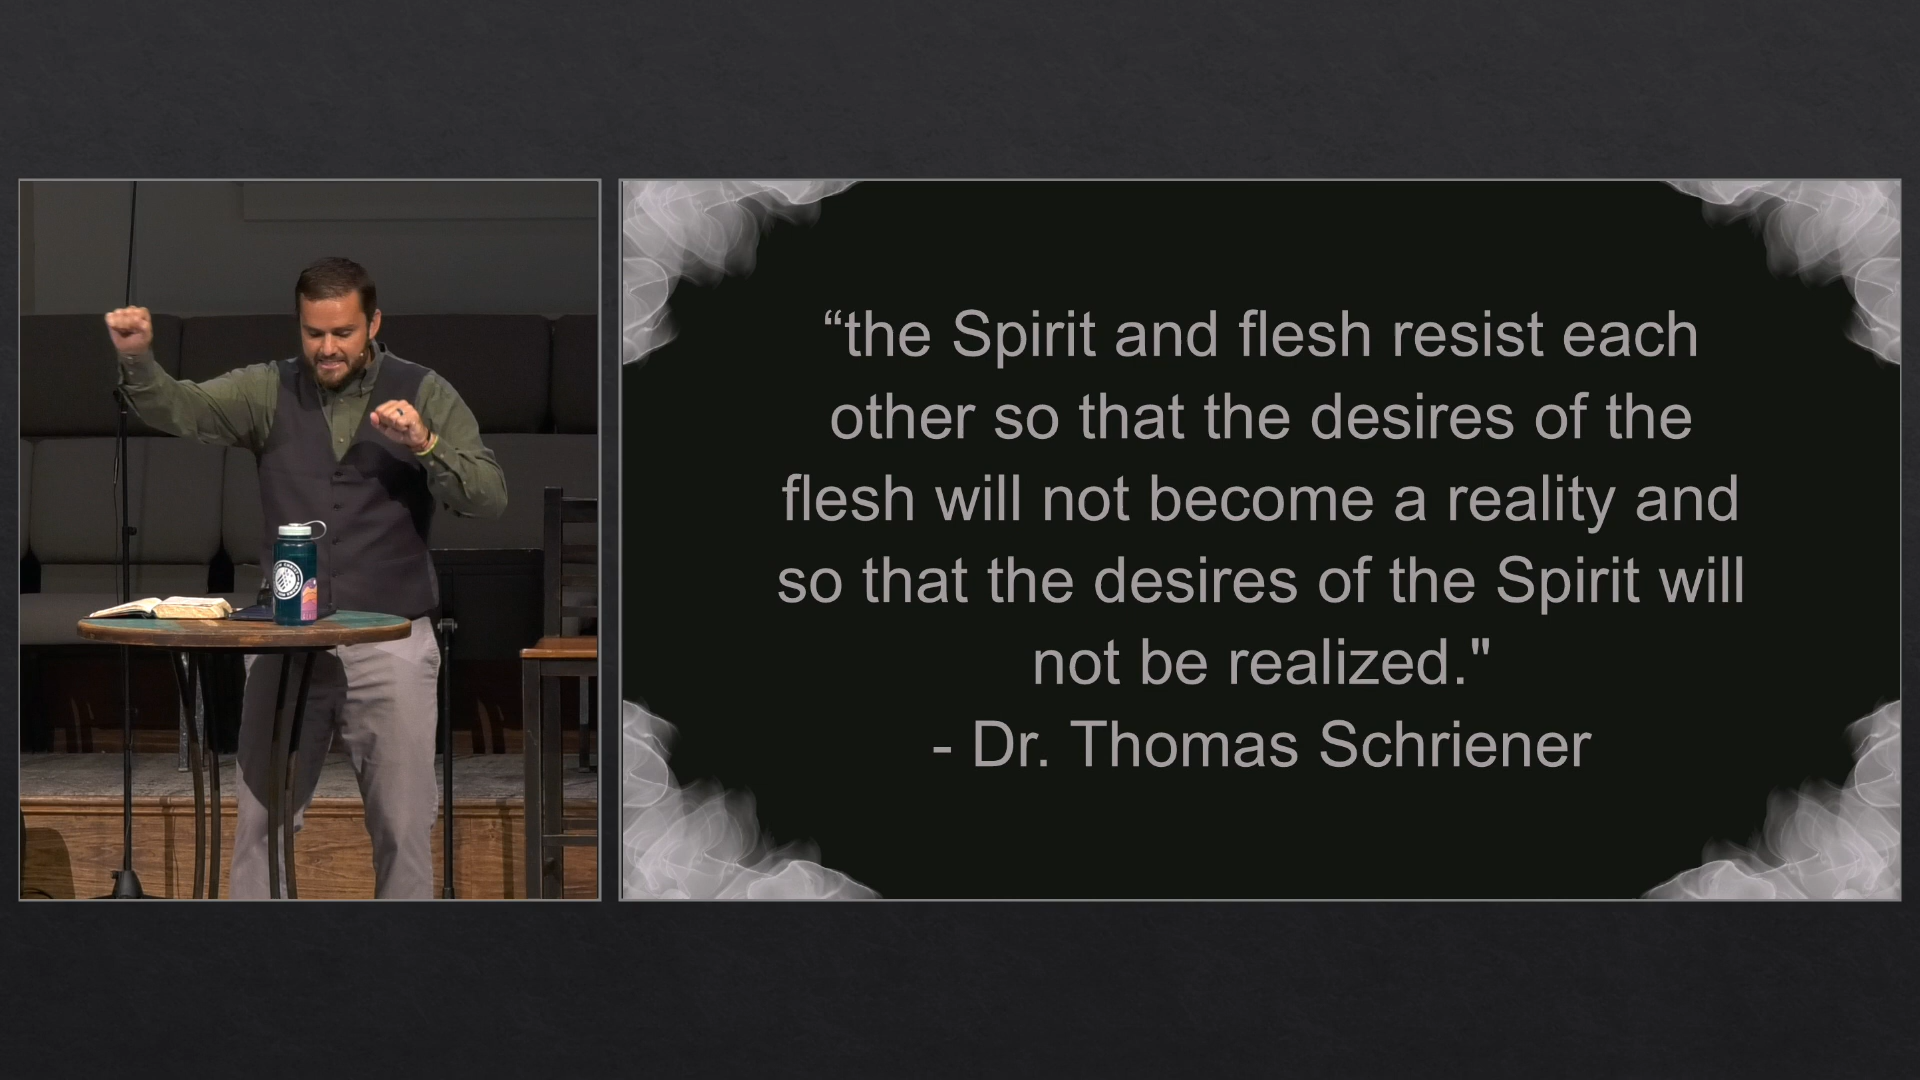 “the Spirit and flesh resist each
other so that the desires of the
flesh will not become a reality and
so that the desires of the Spirit will
not be realized."
- Dr. Thomas Schriener